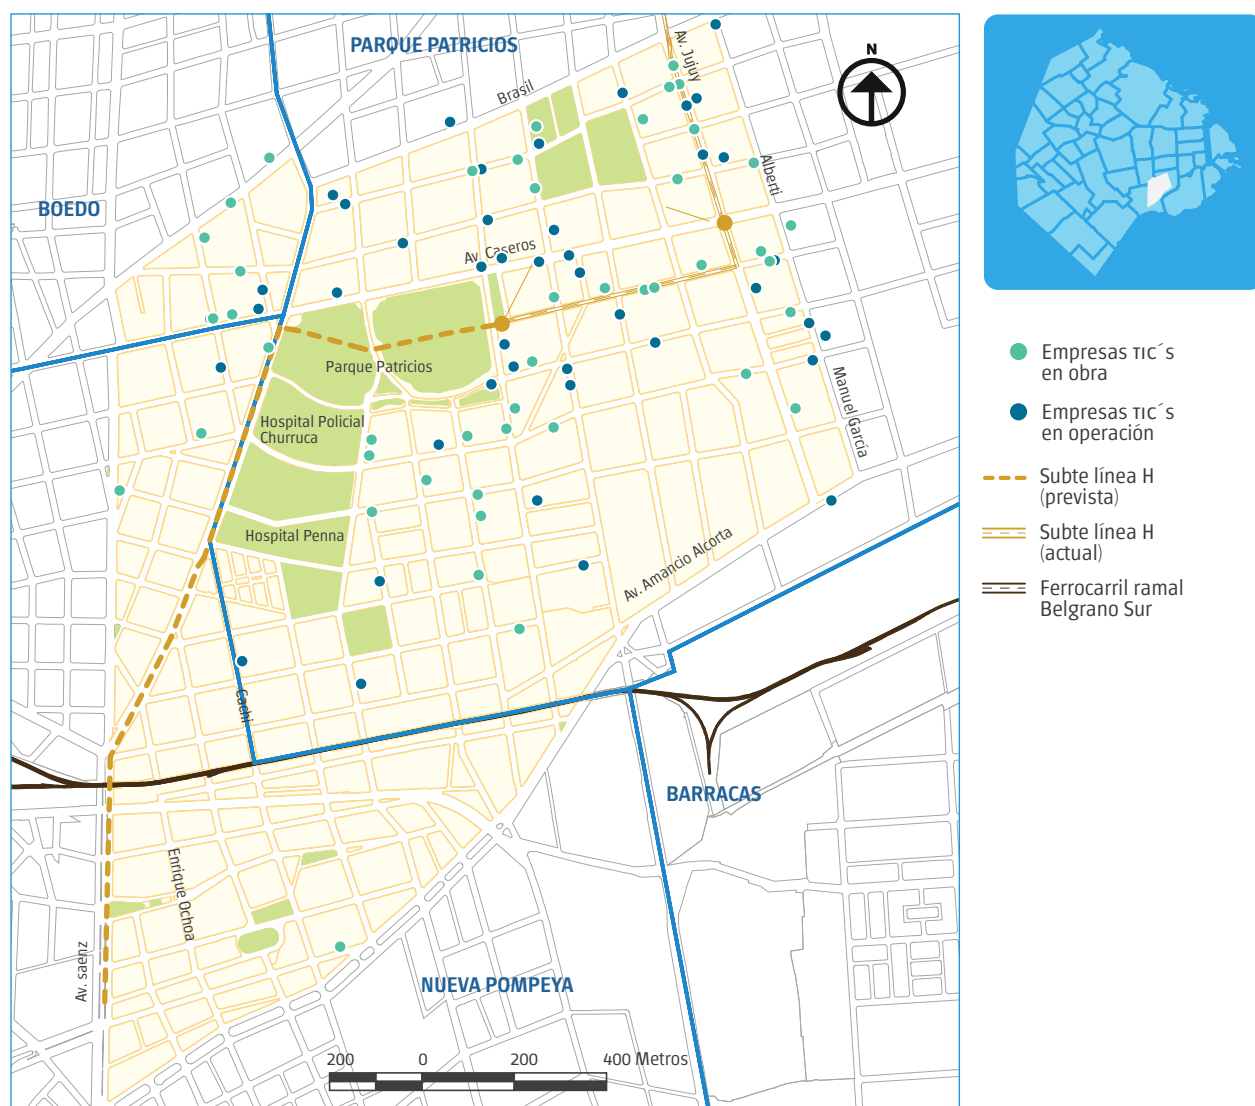 PARQUE PATRICIOS
Av. Jujuy
N
Brasil
Alberti
BOEDO
Av. Caseros
Parque Patricios
Manuel García
Hospital Policial
Churruca
Hospital Penna
Av. Amancio Alcorta
Cachi
BARRACAS
Enrique Ochoa
Av. saenz
NUEVA POMPEYA
200 0 200 400 Metros
Empresas TIC´s
en obra
Empresas TIC´s
en operación
Subte línea H
(prevista)
Subte línea H
(actual)
Ferrocarril ramal
Belgrano Sur